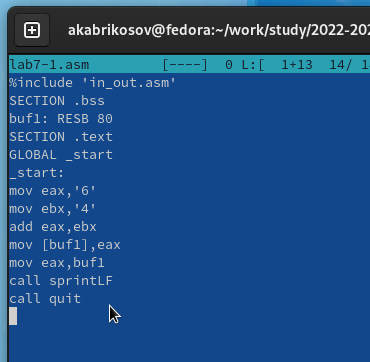 akabrikosov@fedora:~/work/study/2022-202
lab7-1.asm [----] 0 L:[ 1+13 14/ 1
%include 'in_out.asm'
SECTION .bss
buf1: RESB 80
SECTION .text
GLOBAL _start
_start:
mov eax,'6'
mov ebx,'4'
add eax,ebx
mov [buf1],eax
mov eax,buf1
call sprintLF
call quit